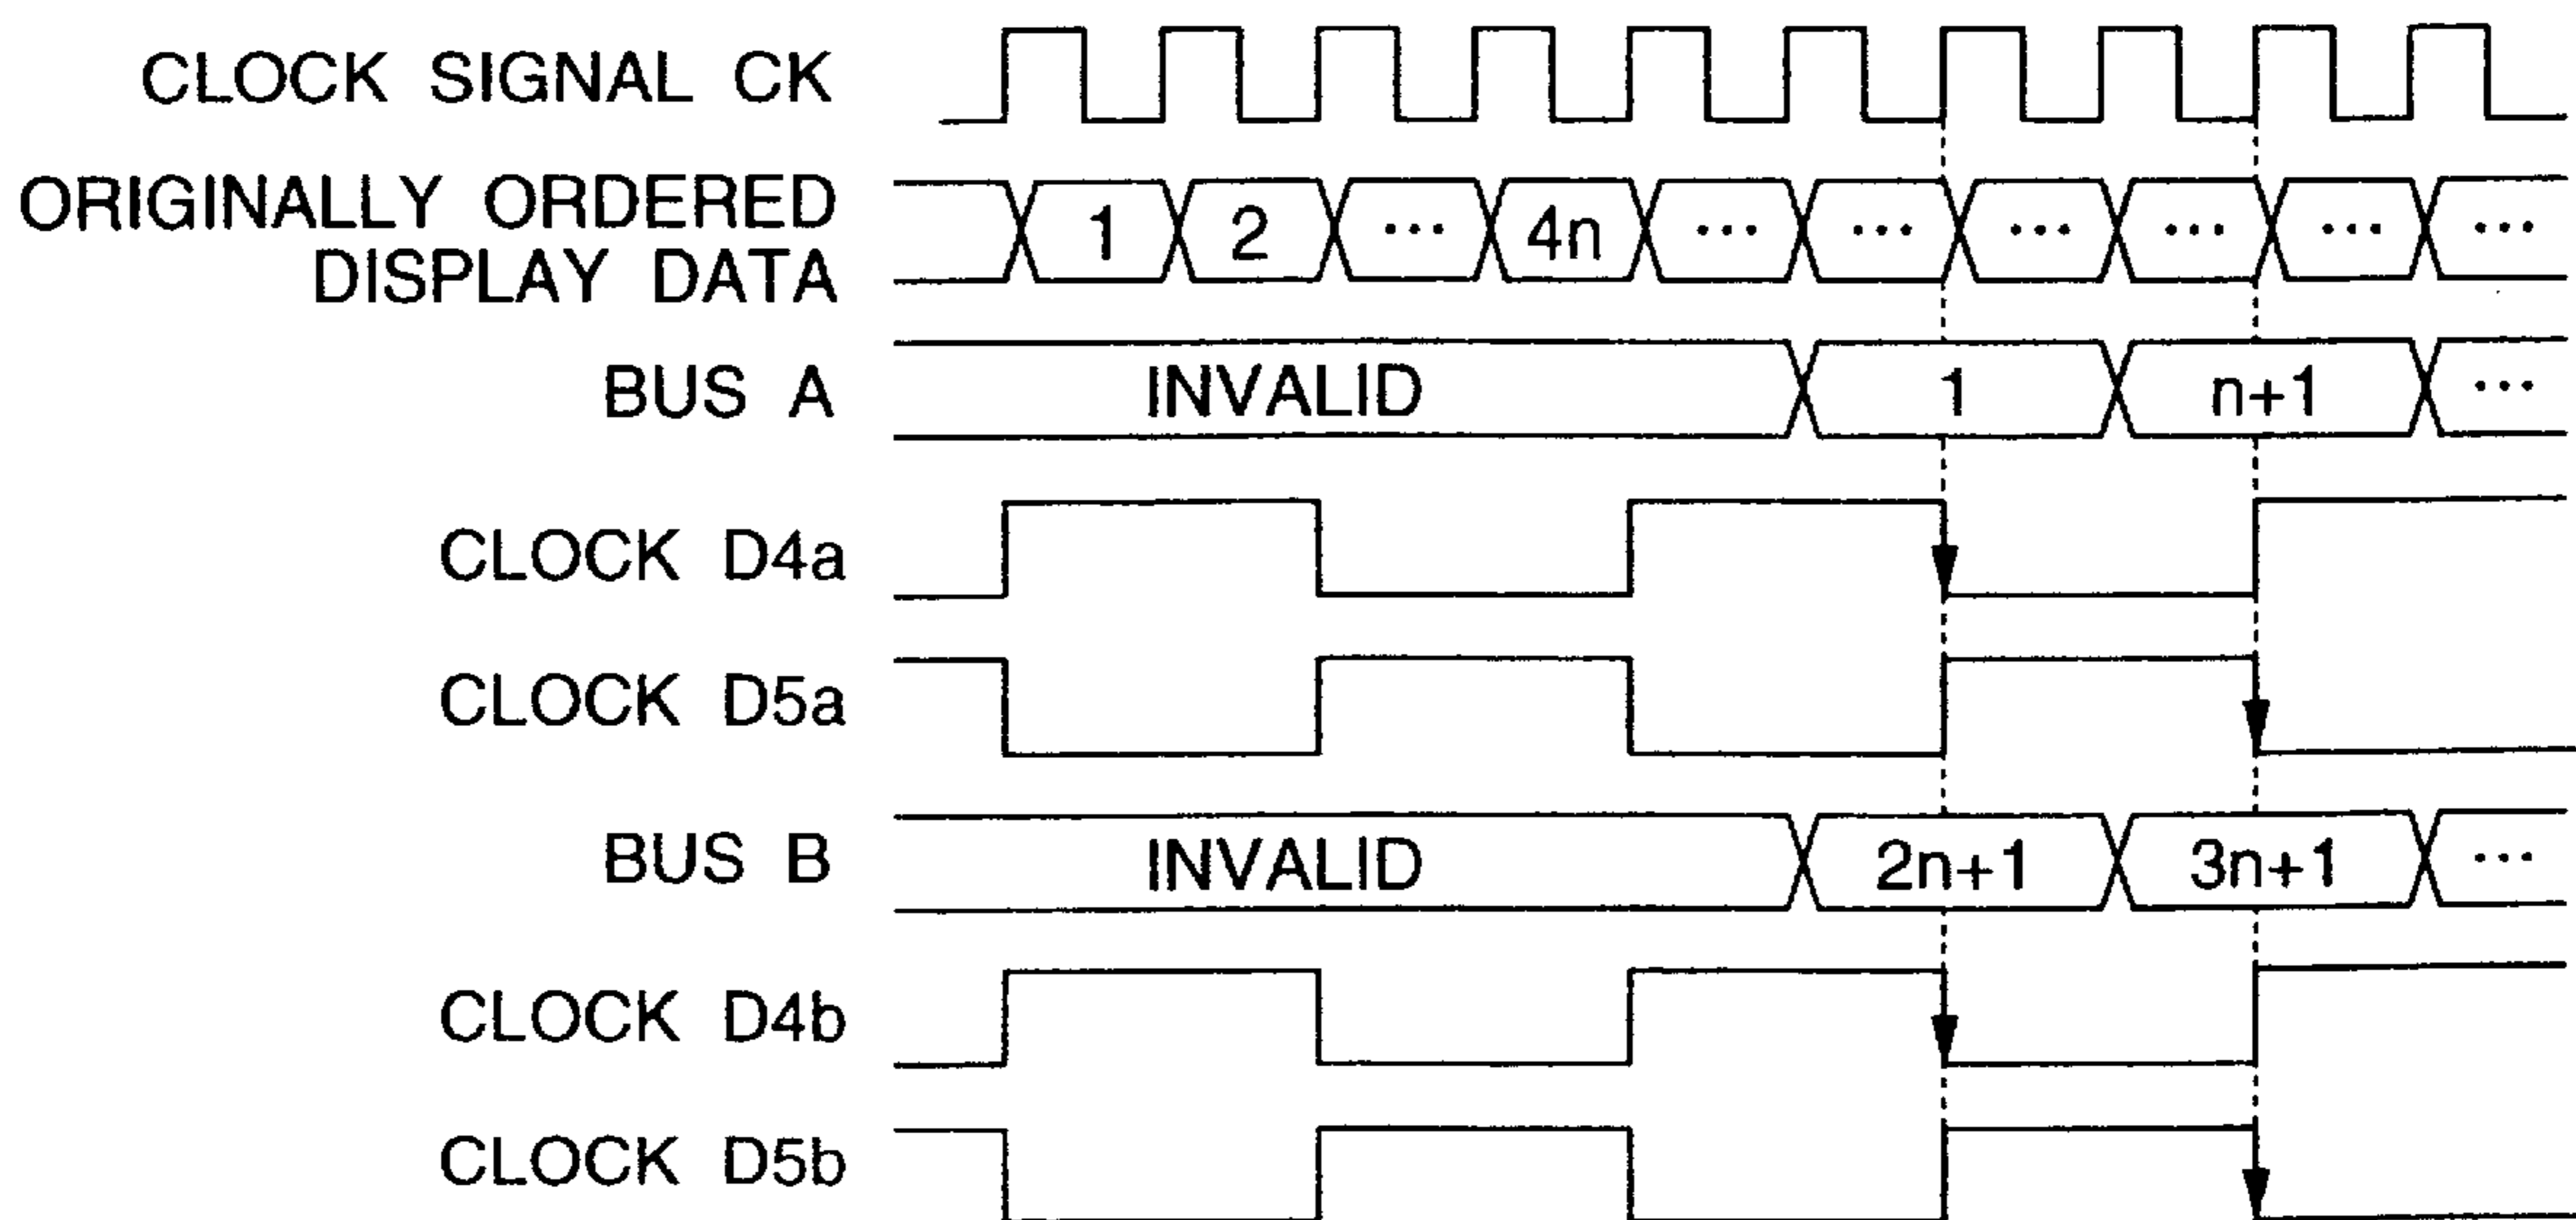 CLOCK SIGNAL CK
ORIGINALLY ORDERED
DISPLAY DATA
1 2 ... 4n ... ... ... ... ... ...
BUS A INVALID 1 n+1 ...
CLOCK D4a
CLOCK D5a
BUS B INVALID 2n+1 3n+1 ...
CLOCK D4b
CLOCK D5b